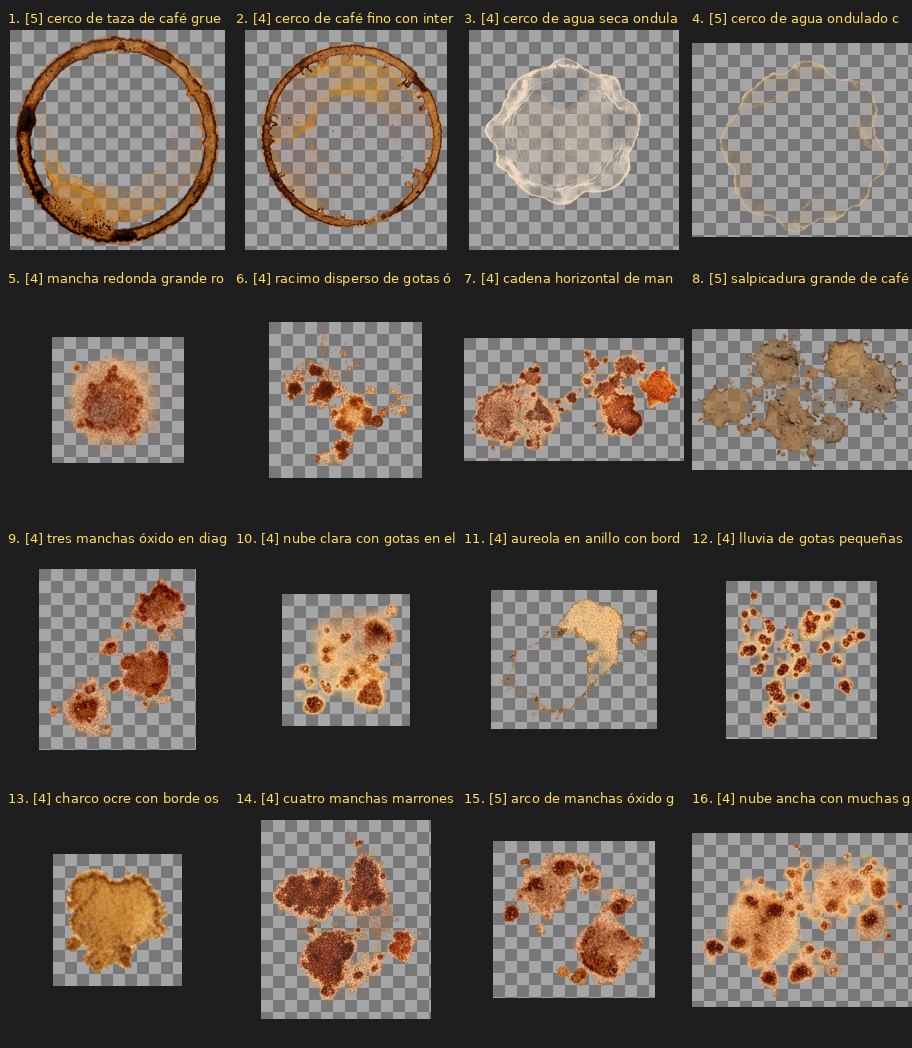 1. [5] cerco de taza de café grue
2. [4] cerco de café fino con inter
3. [4] cerco de agua seca ondula
4. [5] cerco de agua ondulado c
5. [4] mancha redonda grande ro
6. [4] racimo disperso de gotas ó
7. [4] cadena horizontal de man
8. [5] salpicadura grande de café
9. [4] tres manchas óxido en diag
10. [4] nube clara con gotas en el
11. [4] aureola en anillo con bord
12. [4] lluvia de gotas pequeñas
13. [4] charco ocre con borde os
14. [4] cuatro manchas marrones
15. [5] arco de manchas óxido g
16. [4] nube ancha con muchas g